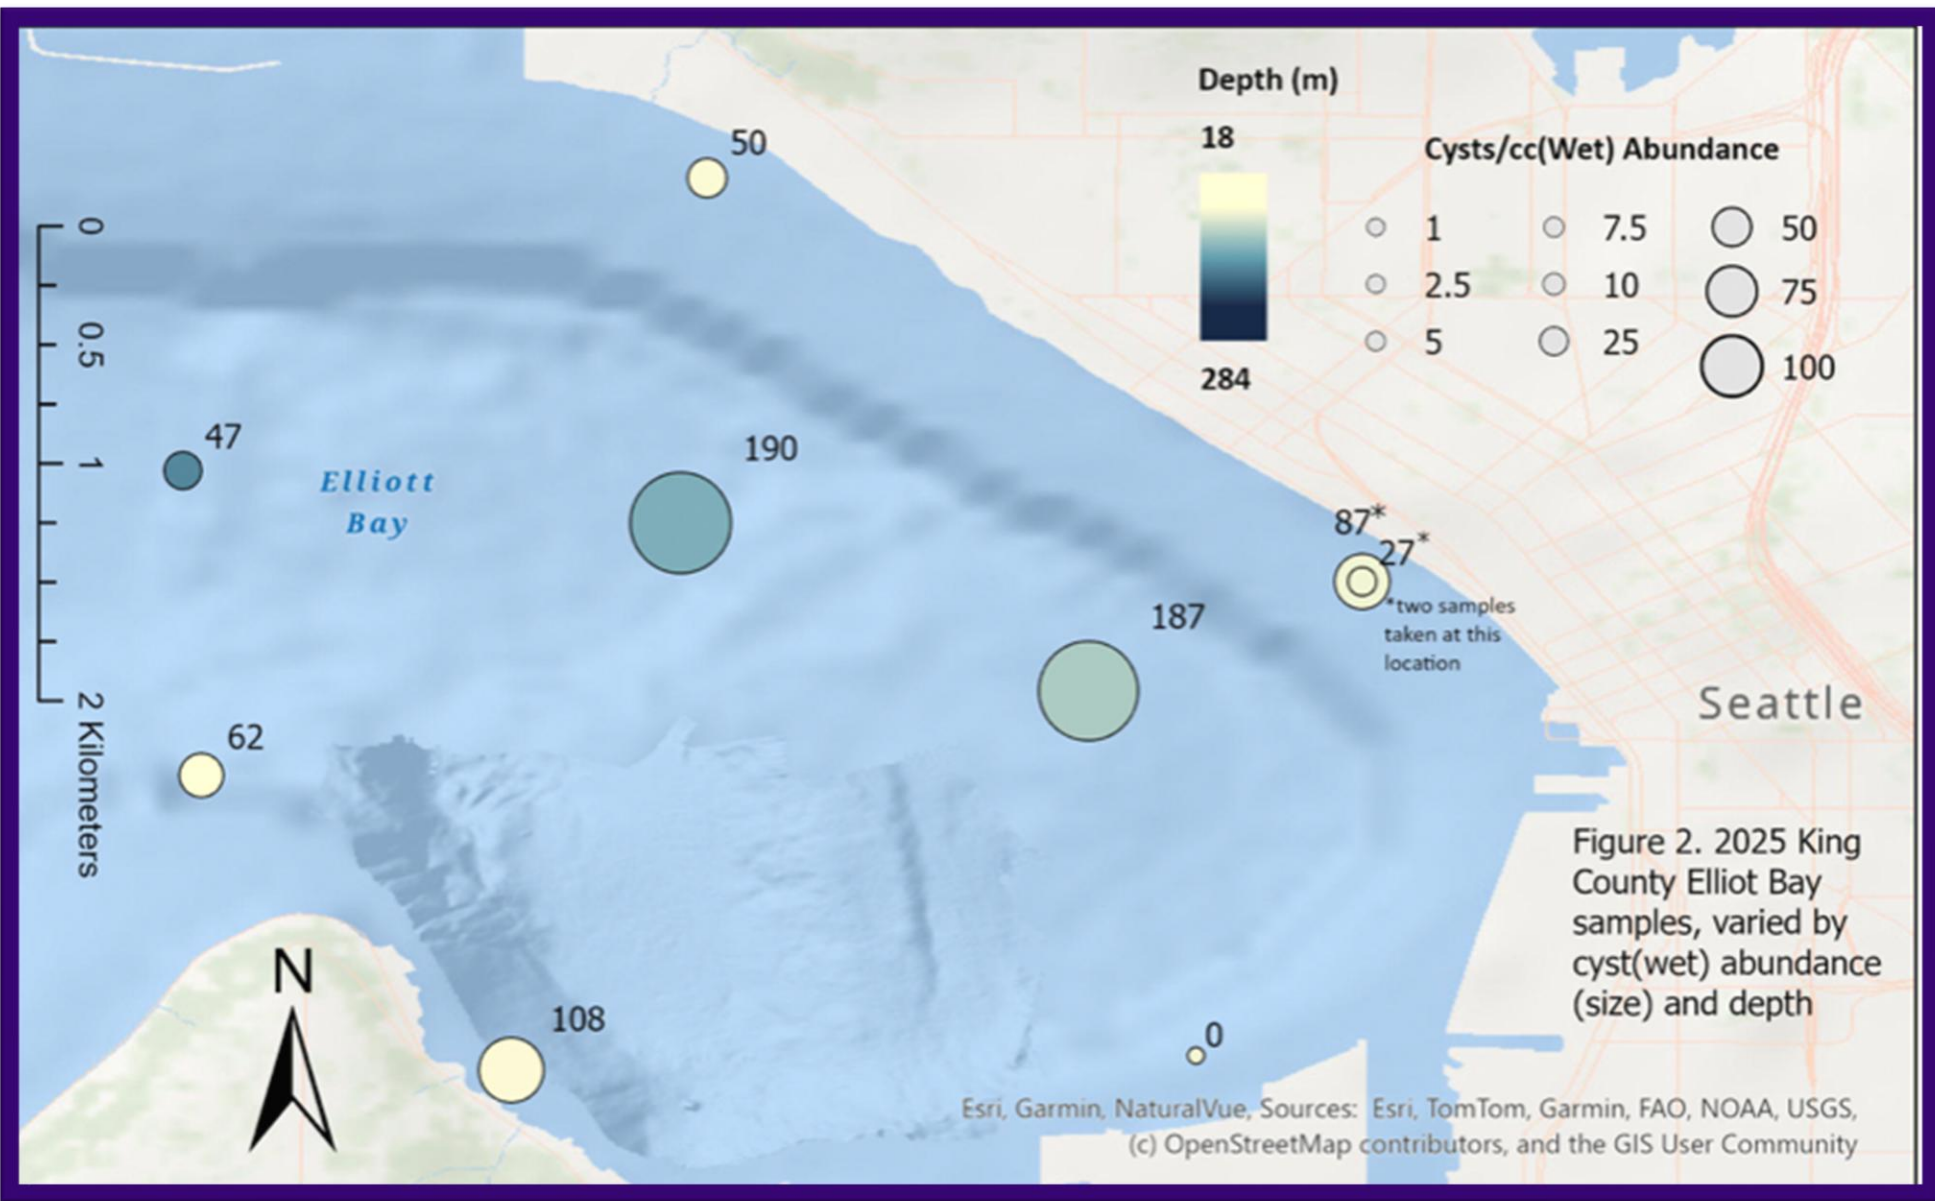 Depth (m)
18
284
Cysts/cc(Wet) Abundance
1
7.5
50
2.5
10
75
5
25
100
50
0
0.5
1
2 Kilometers
47
Elliott
Bay
190
87*
27*
*two samples
taken at this
location
187
Seattle
62
Figure 2. 2025 King
County Elliot Bay
samples, varied by
cyst(wet) abundance
(size) and depth
N
108
0
Esri, Garmin, NaturalVue, Sources: Esri, TomTom, Garmin, FAO, NOAA, USGS,
(c) OpenStreetMap contributors, and the GIS User Community